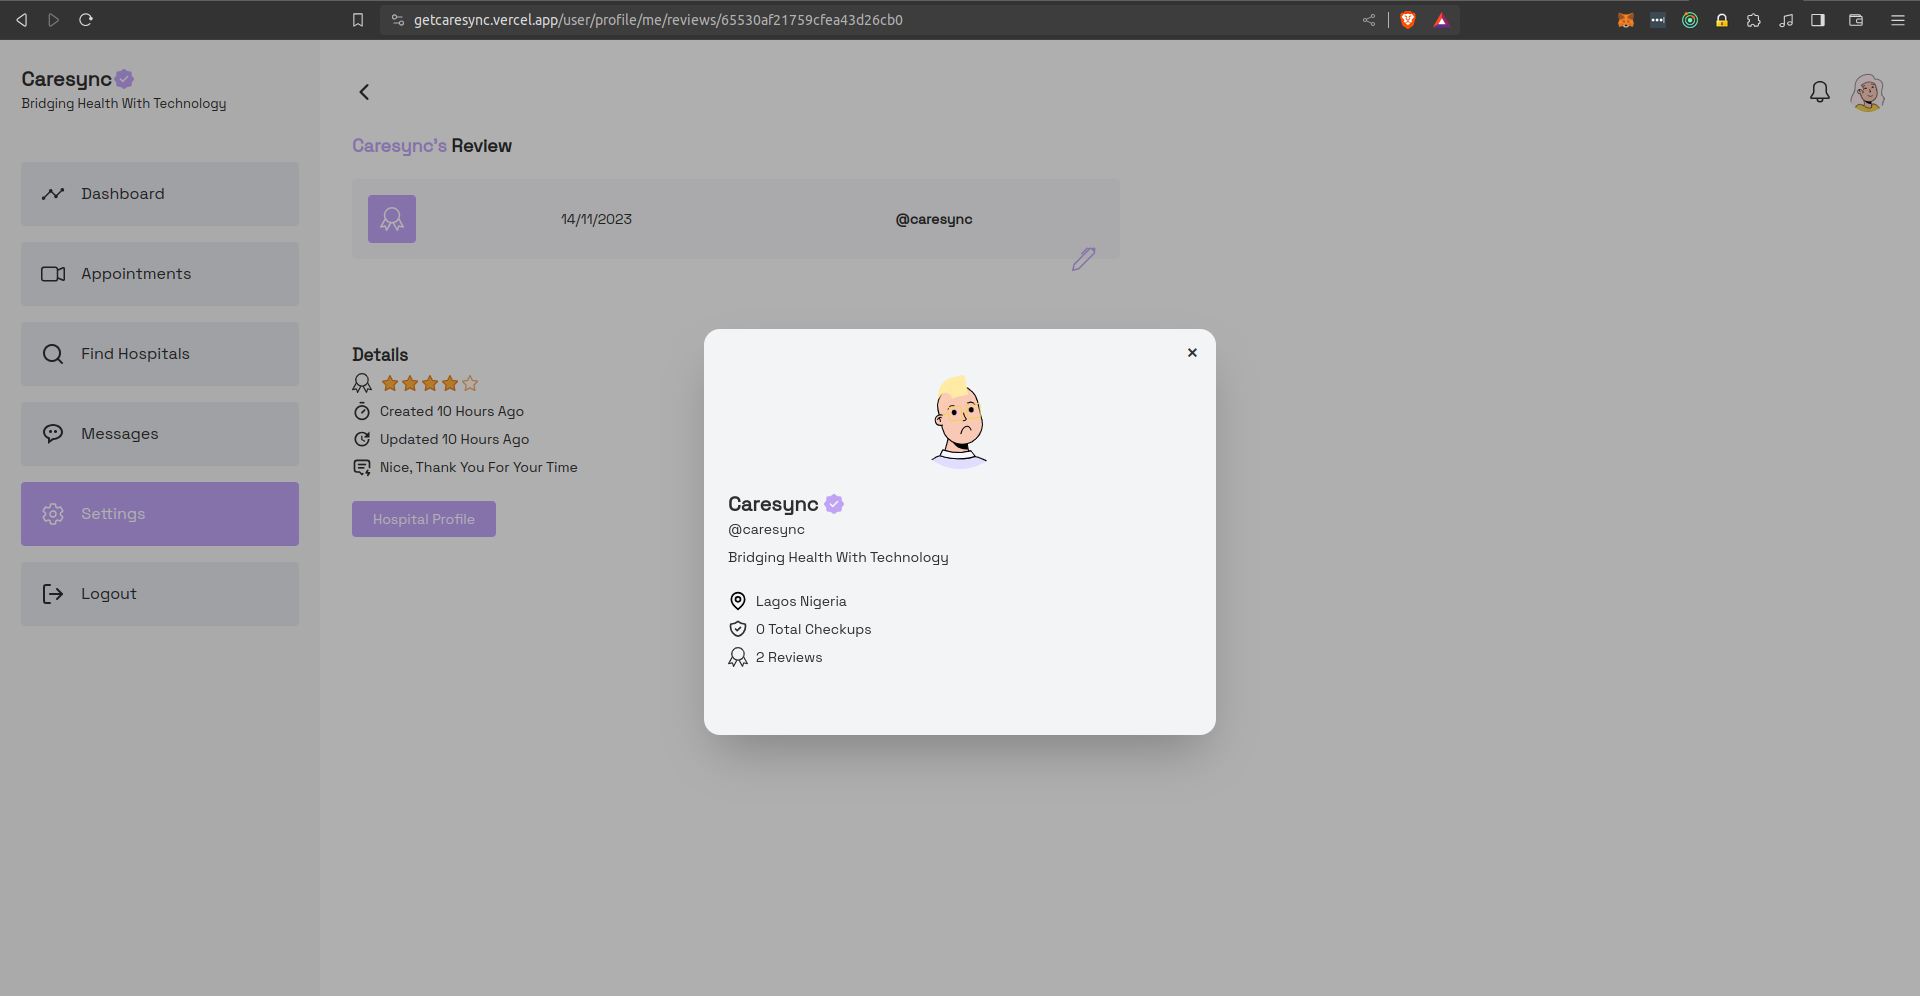 getcaresync.vercel.app/user/profile/me/reviews/65530af21759cfea43d26cb0
Caresync
Bridging Health With Technology
Dashboard
Appointments
Find Hospitals
Messages
Settings
Logout
Caresync's Review
14/11/2023
@caresync
Details
Created 10 Hours Ago
Updated 10 Hours Ago
Nice, Thank You For Your Time
Hospital Profile
Caresync
@caresync
Bridging Health With Technology
Lagos Nigeria
0 Total Checkups
2 Reviews